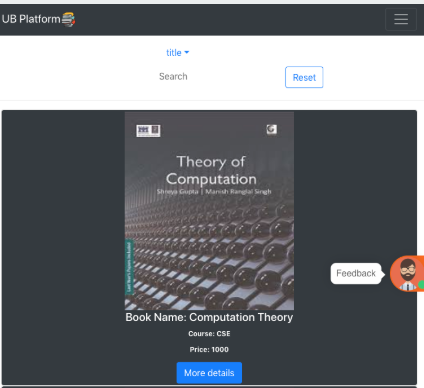 UB Platform
title
Search
Reset
Theory of
Computation
Shreya Gupta | Manish Ranglal Singh
Feedback
Book Name: Computation Theory
Course: CSE
Price: 1000
More details